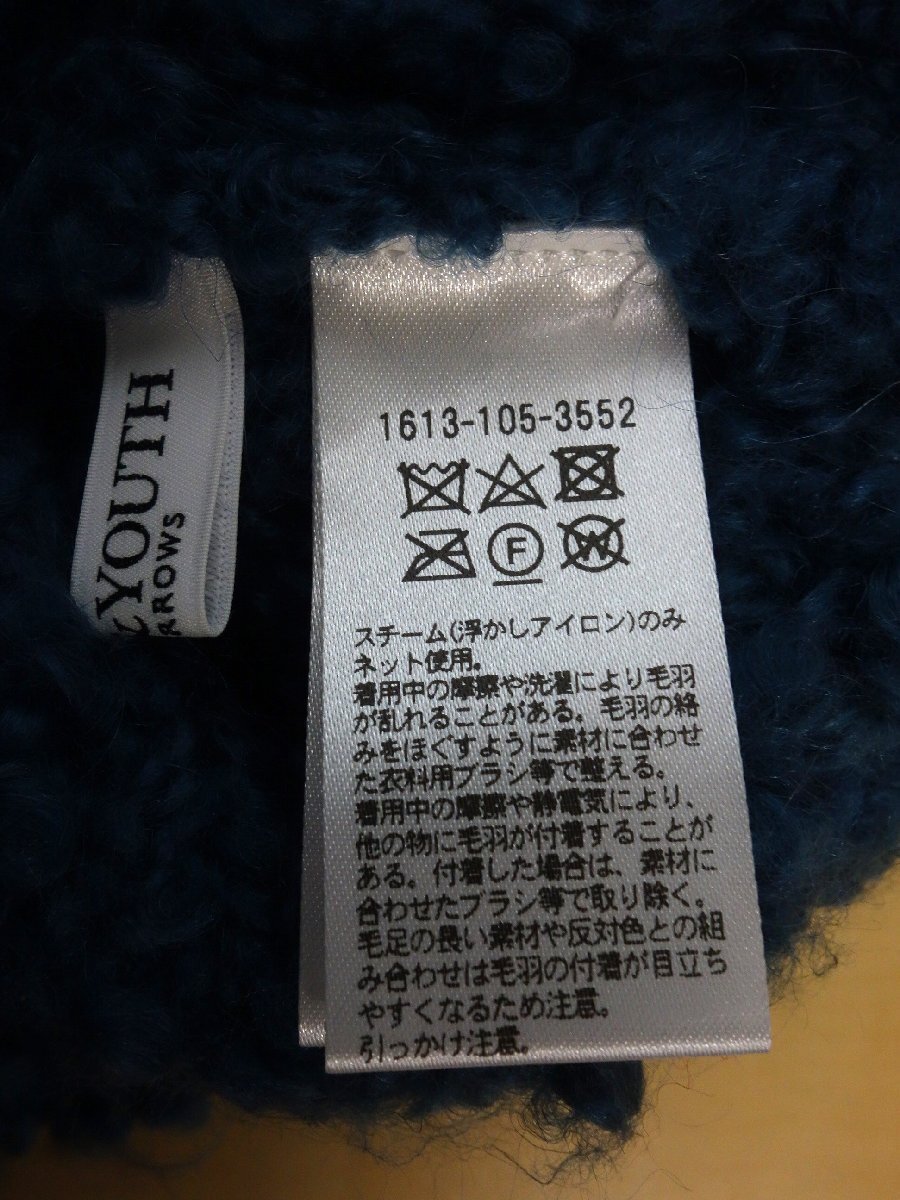 YOUTH
RROWS
1613-105-3552
F
W
スチーム(浮かしアイロン)のみ
ネット使用。
着用中の摩擦や洗濯により毛羽
が乱れることがある。毛羽の絡
みをほぐすように素材に合わせ
た衣料用ブラシ等で整える。
着用中の摩擦や静電気により、
他の物に毛羽が付着することが
ある。付着した場合は、素材に
合わせたブラシ等で取り除く。
毛足の長い素材や反対色との組
み合わせは毛羽の付着が目立ち
やすくなるため注意。
引っかけ注意。